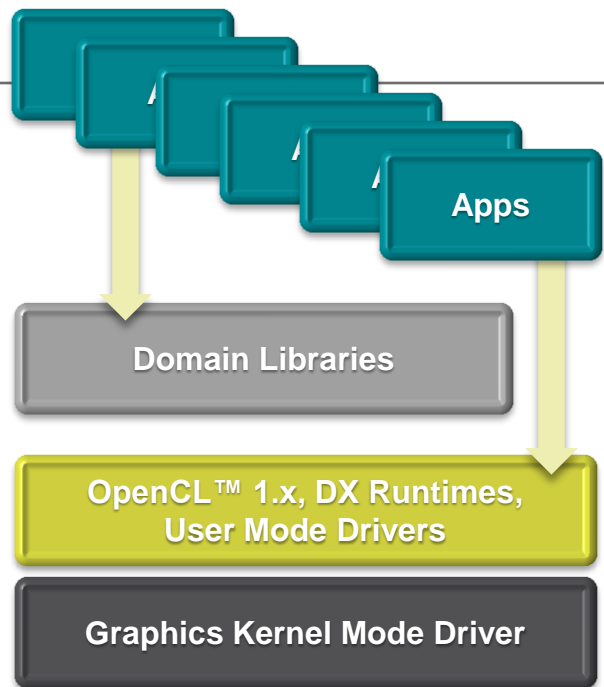 Apps
Domain Libraries
OpenCL™ 1.x, DX Runtimes,
User Mode Drivers
Graphics Kernel Mode Driver